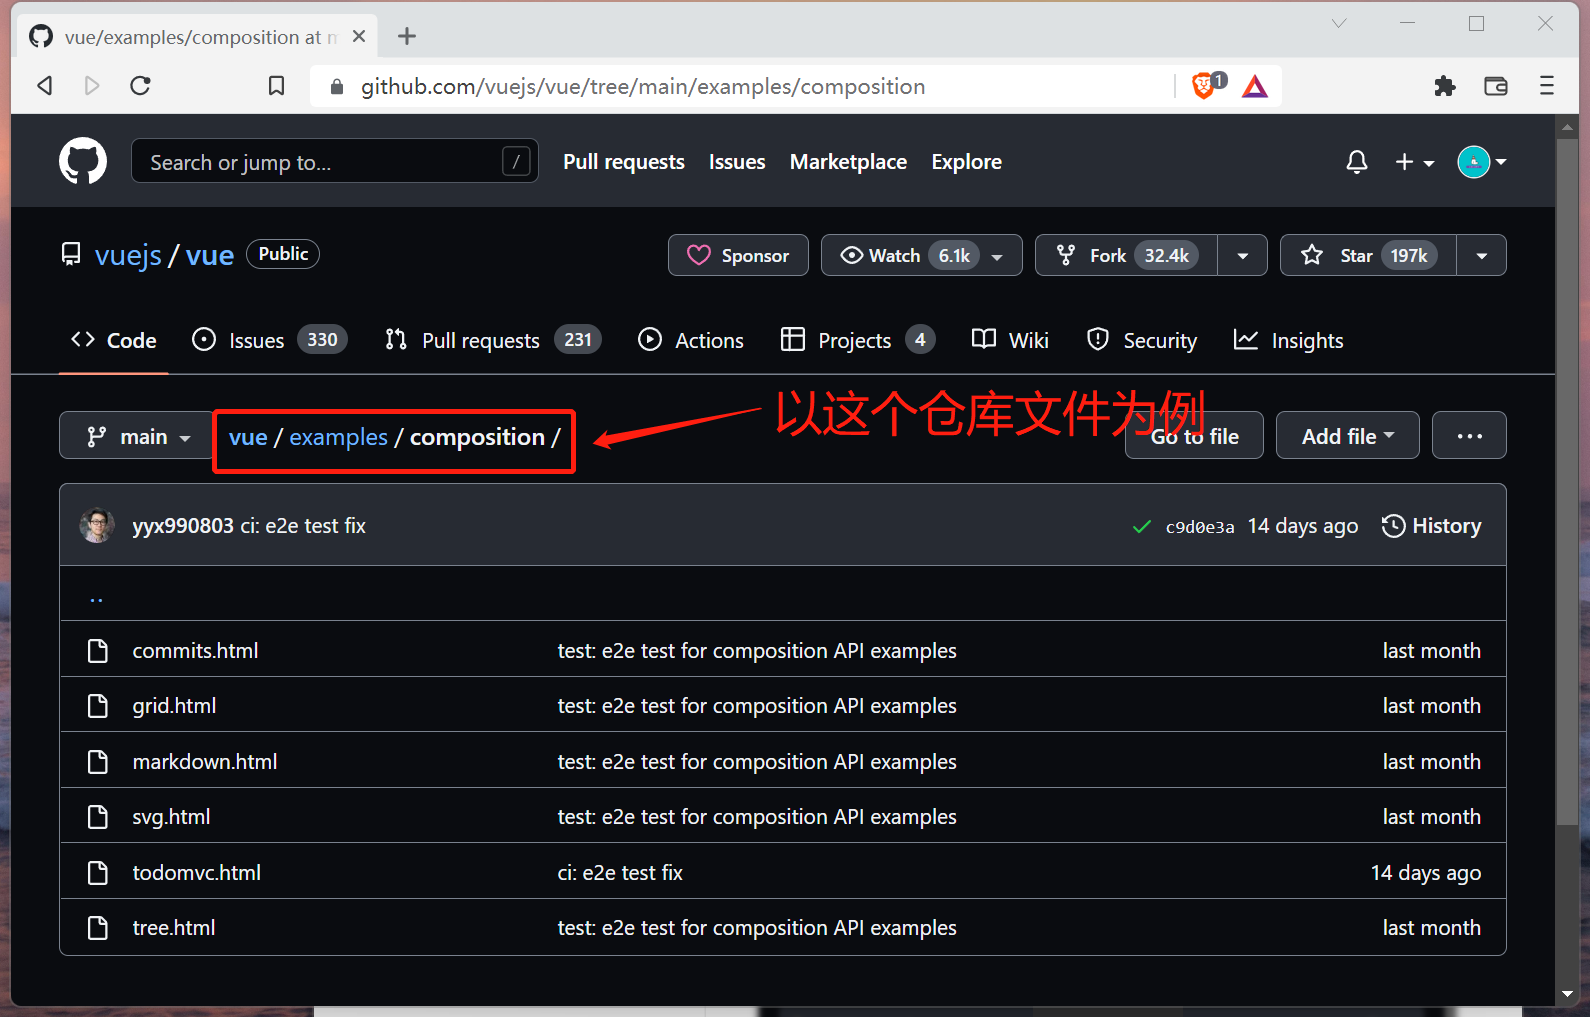 vue/examples/composition at m
github.com/vuejs/vue/tree/main/examples/composition
1
Search or jump to...
/
Pull requests
Issues
Marketplace
Explore
vuejs / vue
Public
Sponsor
Watch 6.1k
Fork 32.4k
Star 197k
Code
Issues 330
Pull requests 231
Actions
Projects 4
Wiki
Security
Insights
以这个仓库文件为例
main
vue / examples / composition /
Go to file
Add file
yyx990803 ci: e2e test fix
c9d0e3a 14 days ago
History
..
commits.html test: e2e test for composition API examples last month
grid.html test: e2e test for composition API examples last month
markdown.html test: e2e test for composition API examples last month
svg.html test: e2e test for composition API examples last month
todomvc.html ci: e2e test fix 14 days ago
tree.html test: e2e test for composition API examples last month